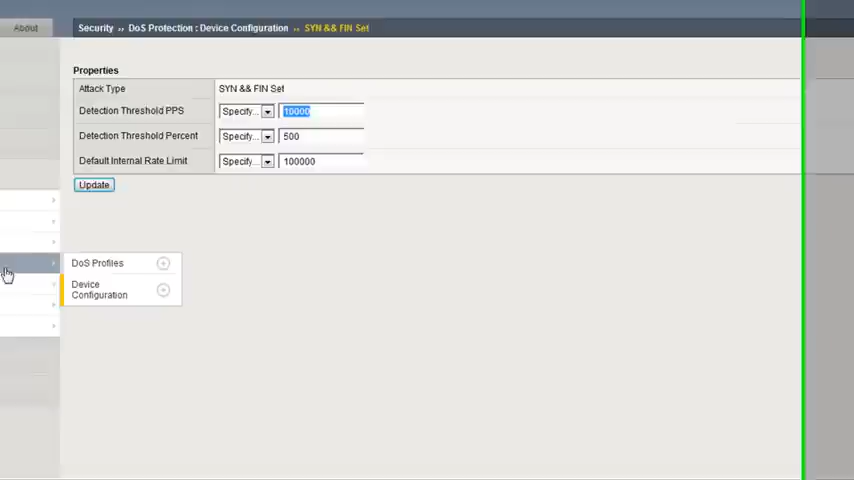 About
Security ›› DoS Protection : Device Configuration ›› SYN && FIN Set
Properties
Attack Type SYN && FIN Set
Detection Threshold PPS Specify... 10000
Detection Threshold Percent Specify... 500
Default Internal Rate Limit Specify... 100000
Update
DoS Profiles
Device
Configuration